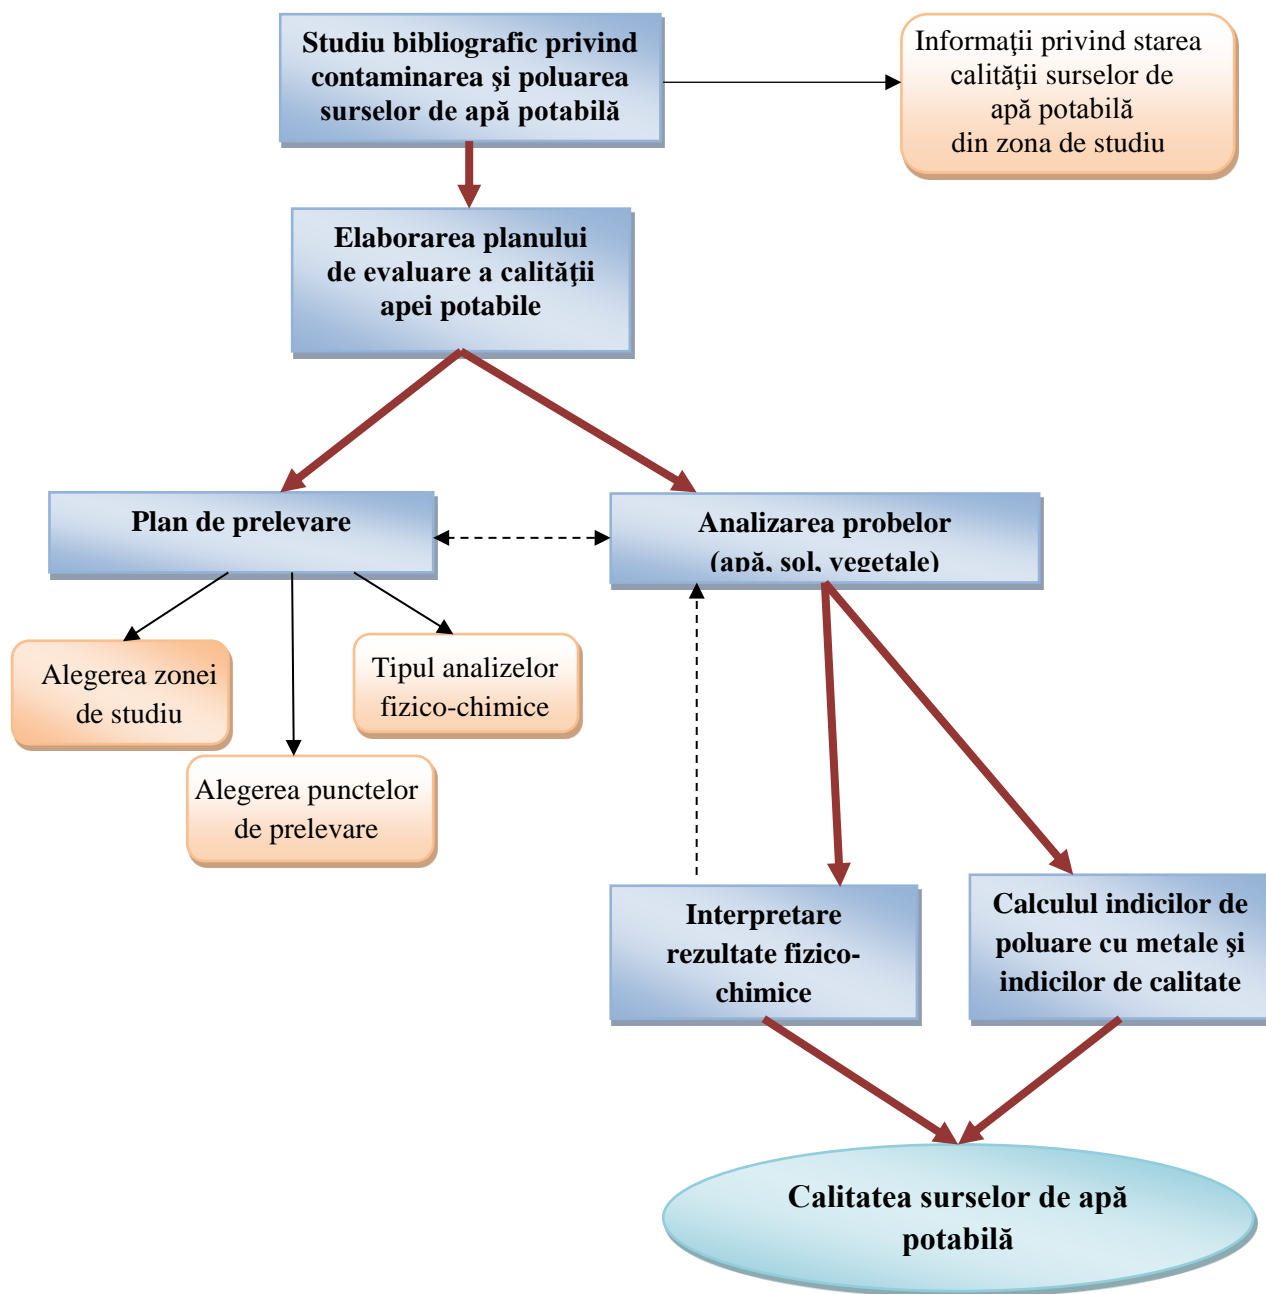 Studiu bibliografic privind
contaminarea şi poluarea
surselor de apă potabilă
Informaţii privind starea
calităţii surselor de
apă potabilă
din zona de studiu
Elaborarea planului
de evaluare a calităţii
apei potabile
Plan de prelevare
Analizarea probelor
(apă, sol, vegetale)
Alegerea zonei
de studiu
Tipul analizelor
fizico-chimice
Alegerea punctelor
de prelevare
Interpretare
rezultate fizico-
chimice
Calculul indicilor de
poluare cu metale şi
indicilor de calitate
Calitatea surselor de apă
potabilă